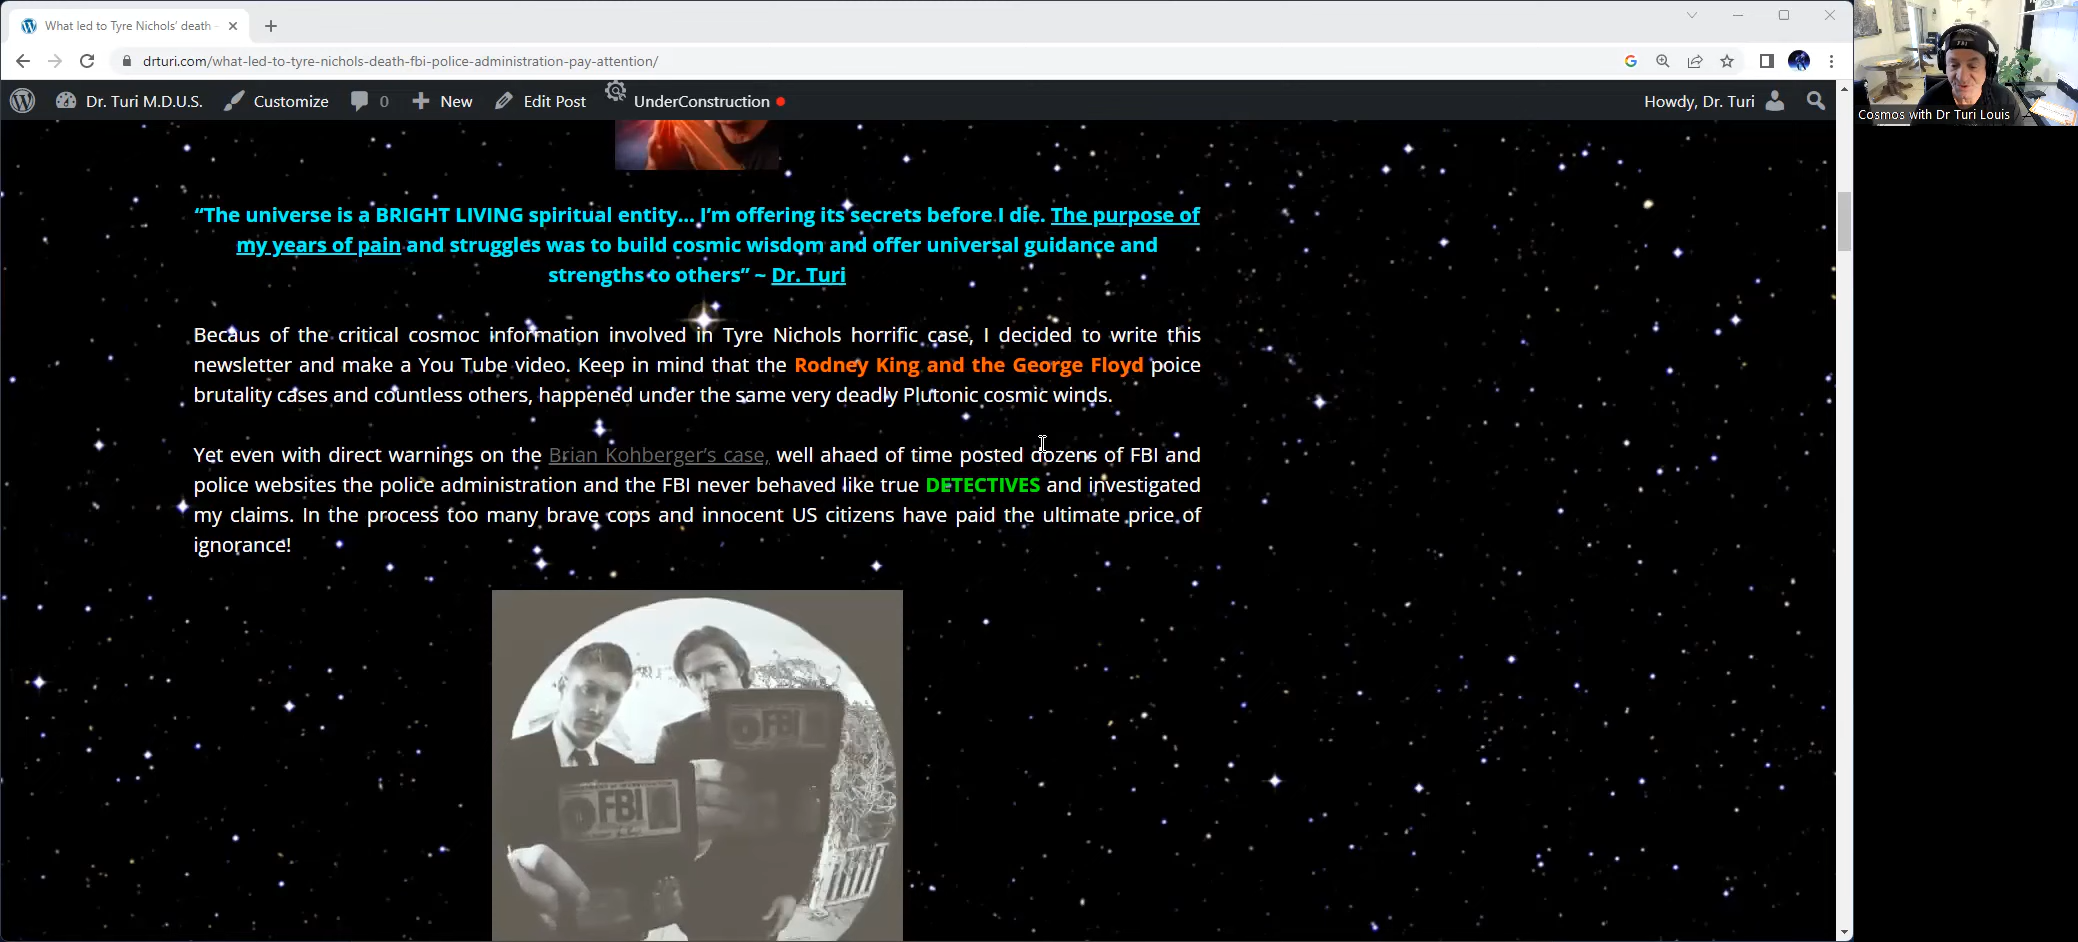 What led to Tyre Nichols' death -
drturi.com/what-led-to-tyre-nichols-death-fbi-police-administration-pay-attention/
Dr. Turi M.D.U.S. Customize 0 New Edit Post UnderConstruction Howdy, Dr. Turi
FBI
Cosmos with Dr Turi Louis
“The universe is a BRIGHT LIVING spiritual entity... I’m offering its secrets before I die. The purpose of
my years of pain and struggles was to build cosmic wisdom and offer universal guidance and
strengths to others” ~ Dr. Turi
Becaus of the critical cosmoc information involved in Tyre Nichols horrific case, I decided to write this
newsletter and make a You Tube video. Keep in mind that the Rodney King and the George Floyd poice
brutality cases and countless others, happened under the same very deadly Plutonic cosmic winds.
Yet even with direct warnings on the Brian Kohberger’s case, well ahaed of time posted dozens of FBI and
police websites the police administration and the FBI never behaved like true DETECTIVES and investigated
my claims. In the process too many brave cops and innocent US citizens have paid the ultimate price of
ignorance!
FBI
FBI